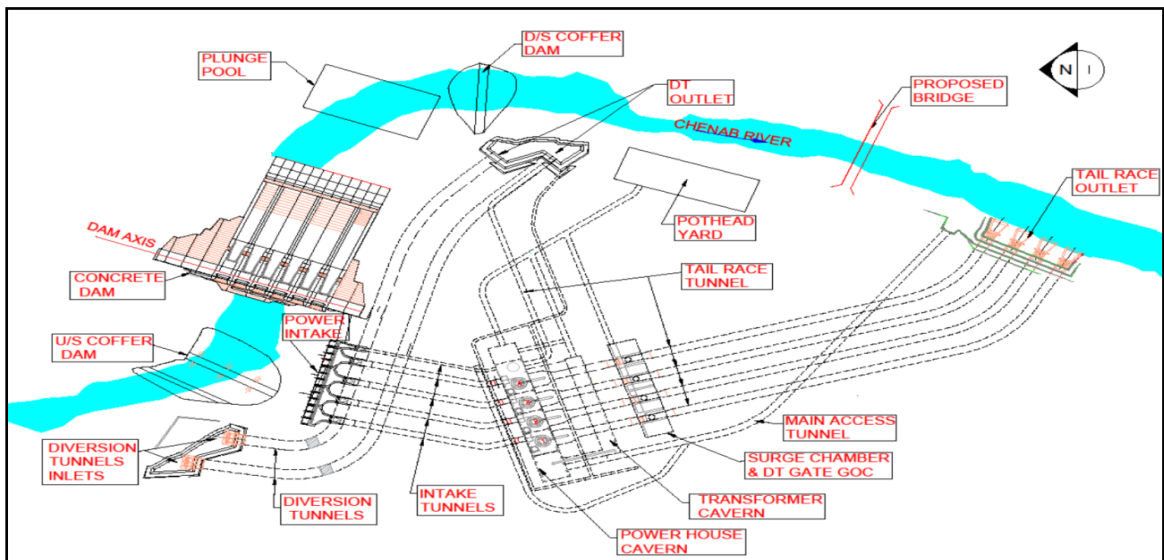 D/S COFFER
DAM
PLUNGE
POOL
DT
OUTLET
N
PROPOSED
BRIDGE
CHENAB RIVER
TAIL RACE
OUTLET
DAM AXIS
POTHEAD
YARD
CONCRETE
DAM
TAIL RACE
TUNNEL
POWER
INTAKE
U/S COFFER
DAM
MAIN ACCESS
TUNNEL
DIVERSION
TUNNELS
INLETS
SURGE CHAMBER
& DT GATE GOC
DIVERSION
TUNNELS
INTAKE
TUNNELS
TRANSFORMER
CAVERN
POWER HOUSE
CAVERN